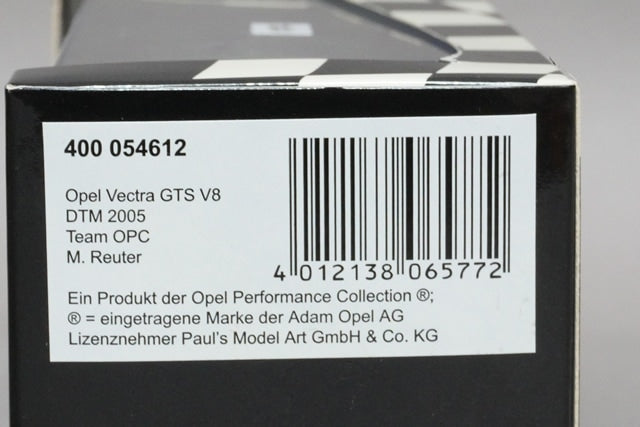 400 054612
Opel Vectra GTS V8
DTM 2005
Team OPC
M. Reuter
4 012138 065772
Ein Produkt der Opel Performance Collection ®;
® = eingetragene Marke der Adam Opel AG
Lizenznehmer Paul's Model Art GmbH & Co. KG